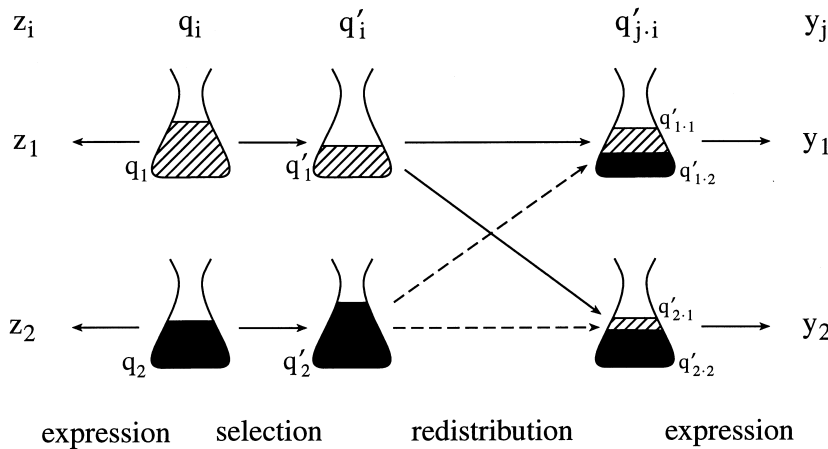 zᵢ qᵢ q′ᵢ q′ⱼ.ᵢ yⱼ
z₁ q₁ q′₁ q′₁.₁ q′₁.₂ y₁
z₂ q₂ q′₂ q′₂.₁ q′₂.₂ y₂
expression selection redistribution expression